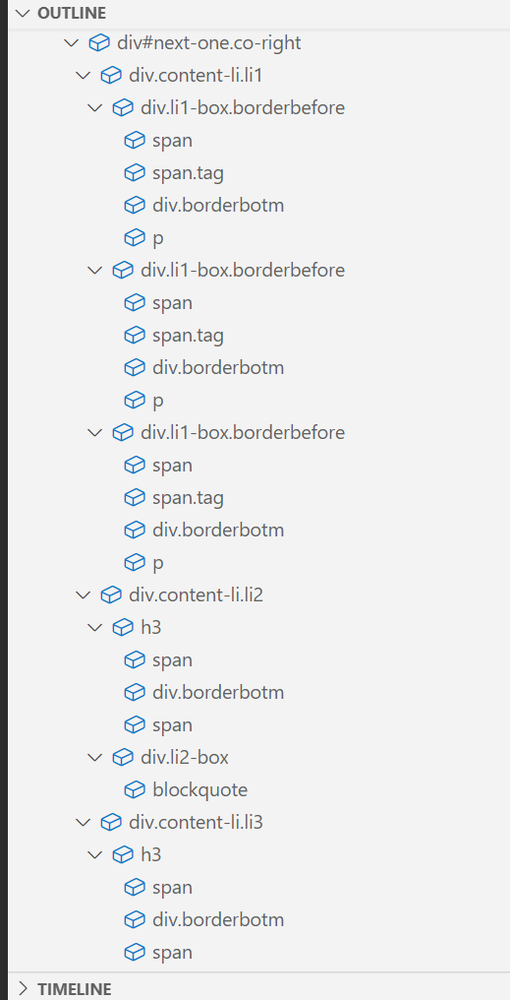 OUTLINE
div#next-one.co-right
div.content-li.li1
div.li1-box.borderbefore
span
span.tag
div.borderbotm
p
div.li1-box.borderbefore
span
span.tag
div.borderbotm
p
div.li1-box.borderbefore
span
span.tag
div.borderbotm
p
div.content-li.li2
h3
span
div.borderbotm
span
div.li2-box
blockquote
div.content-li.li3
h3
span
div.borderbotm
span
TIMELINE